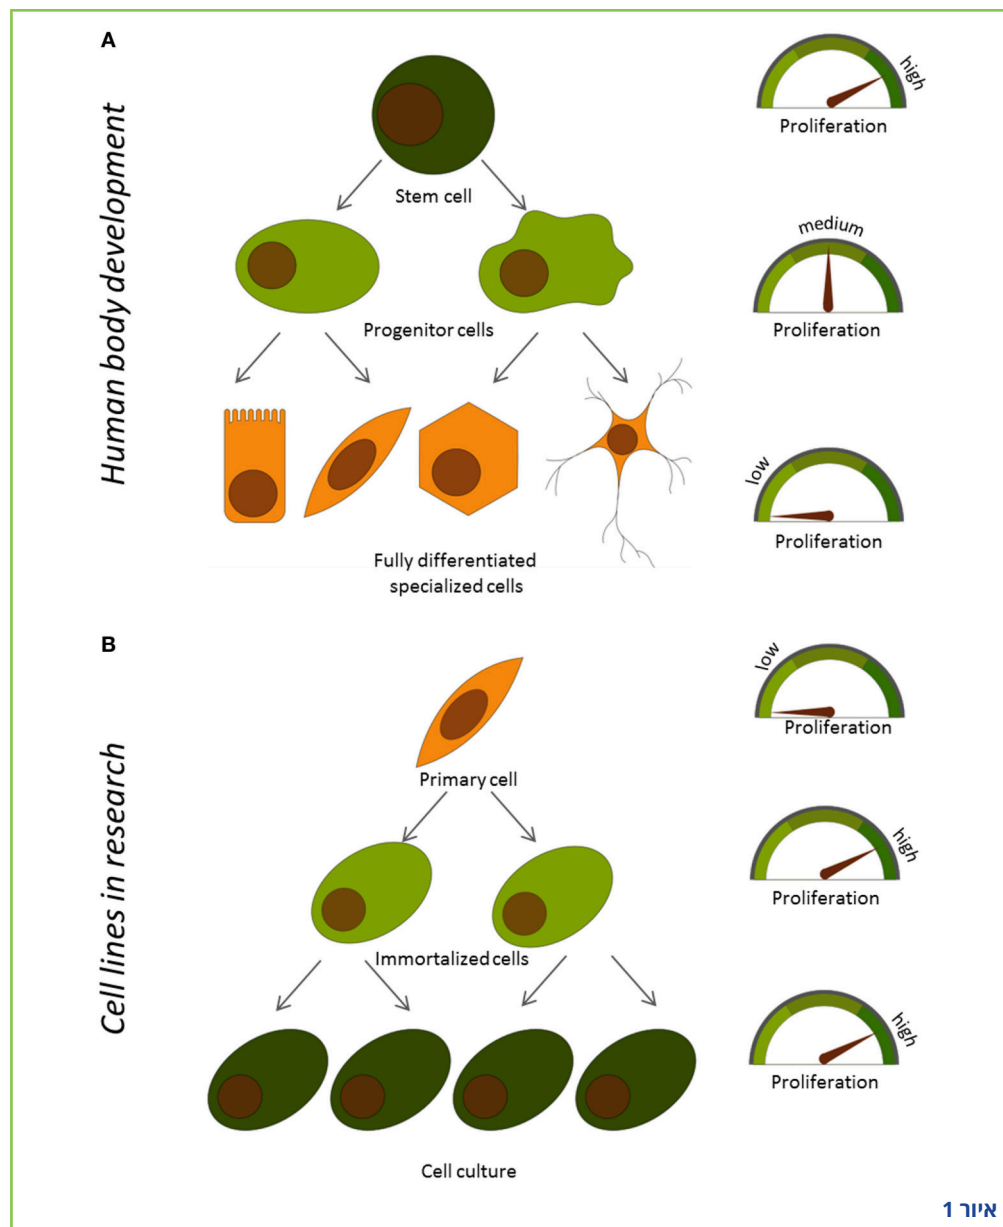 A
Human body development
Stem cell
high
Proliferation
Progenitor cells
medium
Proliferation
Fully differentiated
specialized cells
low
Proliferation
B
Cell lines in research
Primary cell
low
Proliferation
Immortalized cells
high
Proliferation
Cell culture
high
Proliferation
איור 1